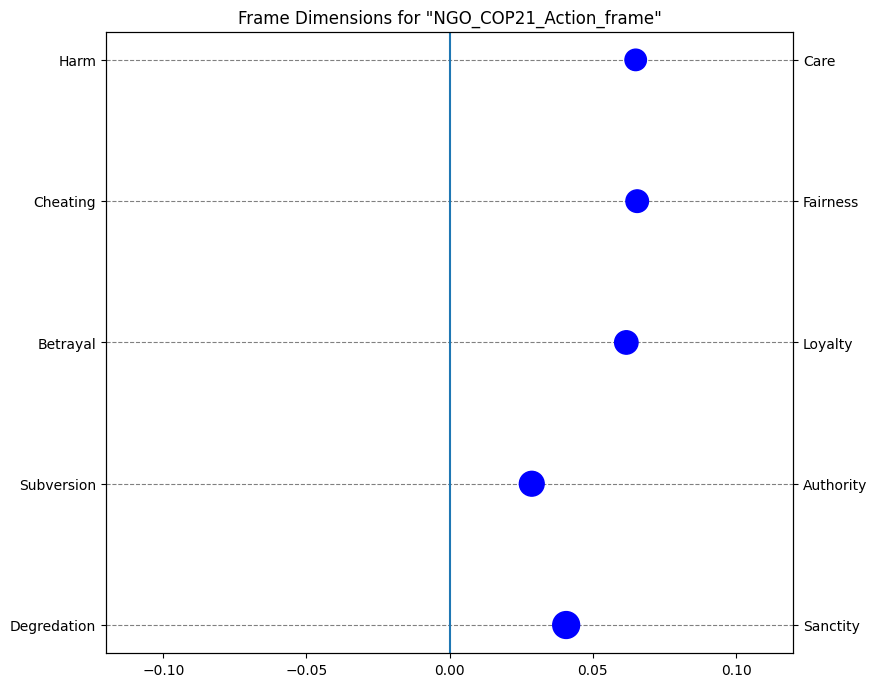 Frame Dimensions for "NGO_COP21_Action_frame"
Harm
Care
Cheating
Fairness
Betrayal
Loyalty
Subversion
Authority
Degredation
Sanctity
−0.10
−0.05
0.00
0.05
0.10